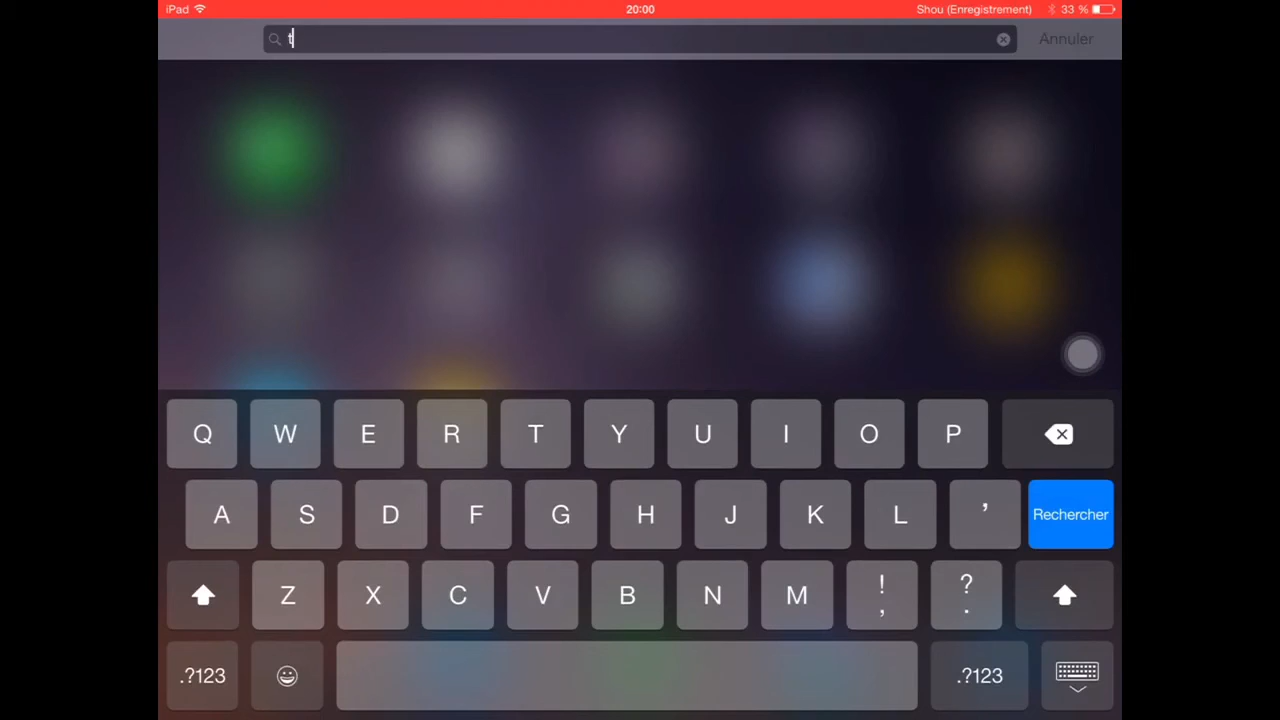 iPad 20:00 Shou (Enregistrement) 33 %
t Annuler
Q W E R T Y U I O P
A S D F G H J K L ' Rechercher
Z X C V B N M ! , ? .
.?123 .?123